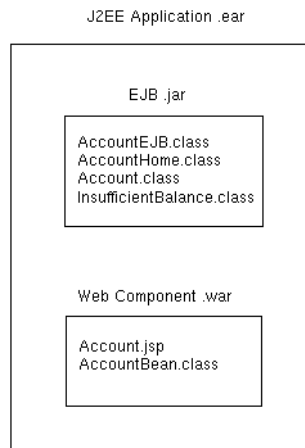 J2EE Application .ear
EJB .jar
AccountEJB.class
AccountHome.class
Account.class
InsufficientBalance.class
Web Component .war
Account.jsp
AccountBean.class